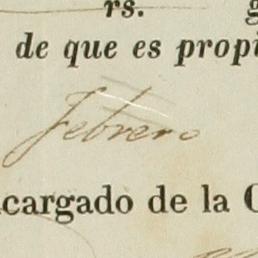 rs.
de que es propi
Febrero
cargado de la C